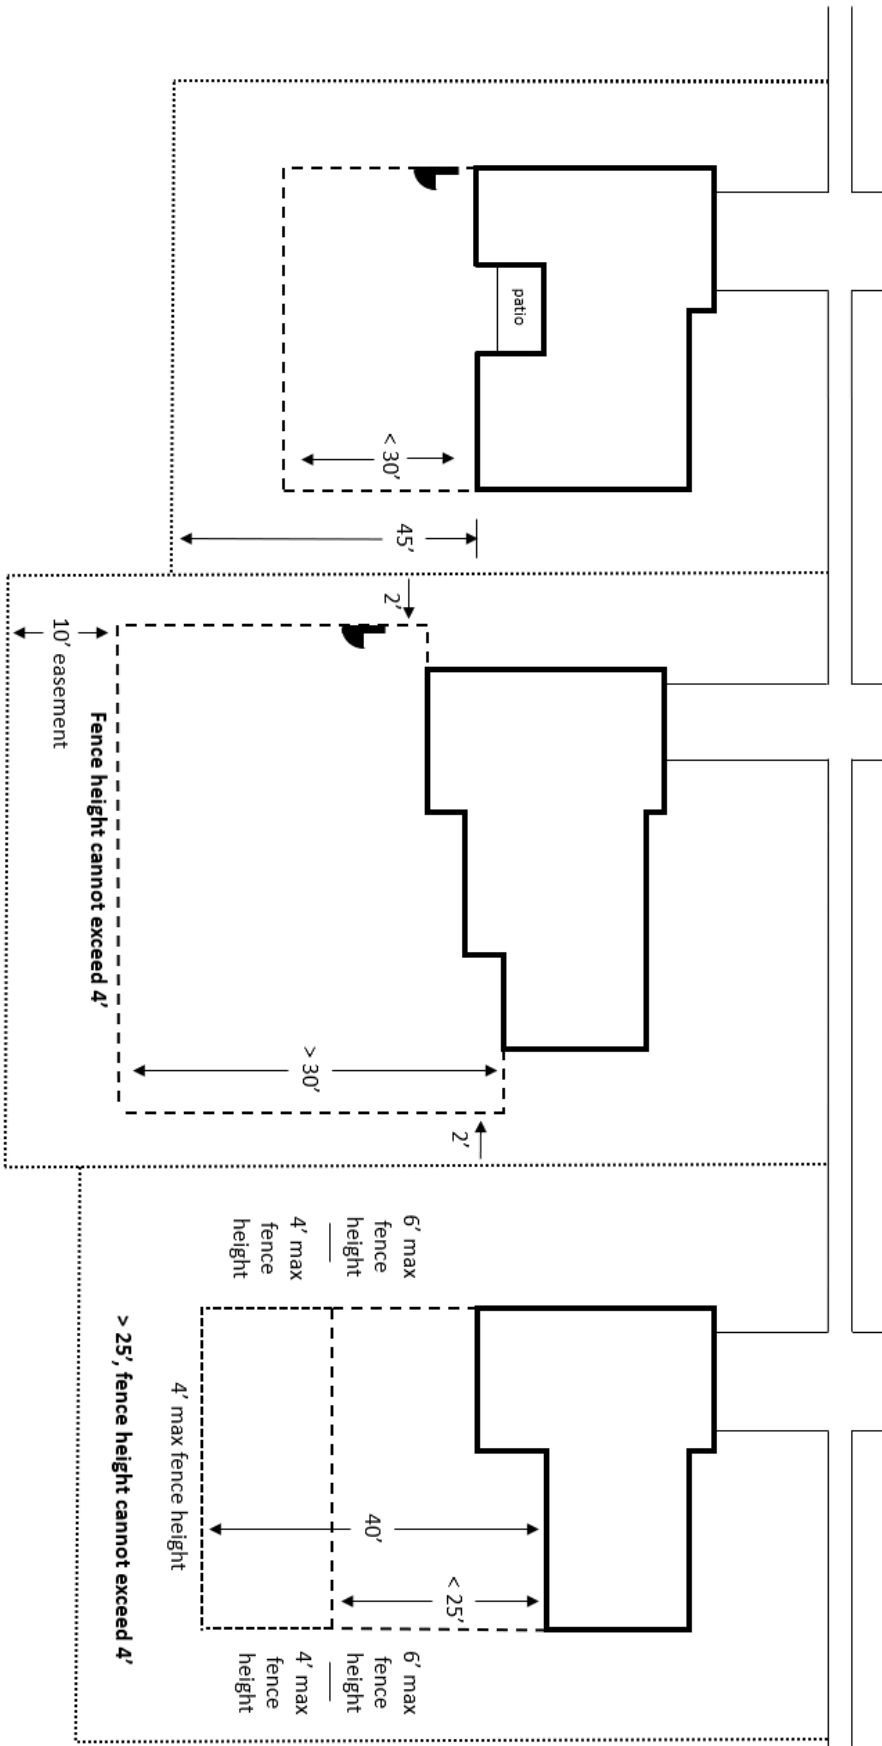 patio
< 30’
45’
2’
10’ easement
Fence height cannot exceed 4’
> 30’
2’
6’ max
fence
height
4’ max
fence
height
> 25’, fence height cannot exceed 4’
4’ max fence height
40’
< 25’
6’ max
fence
height
4’ max
fence
height